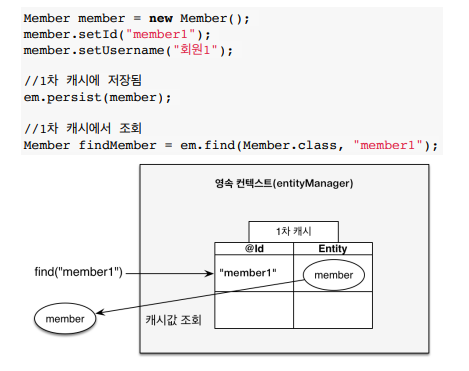 Member member = new Member();
member.setId("member1");
member.setUsername("회원1");
//1차 캐시에 저장됨
em.persist(member);
//1차 캐시에서 조회
Member findMember = em.find(Member.class, "member1");
영속 컨텍스트(entityManager)
1차 캐시
@Id Entity
find("member1") "member1" member
member 캐시값 조회